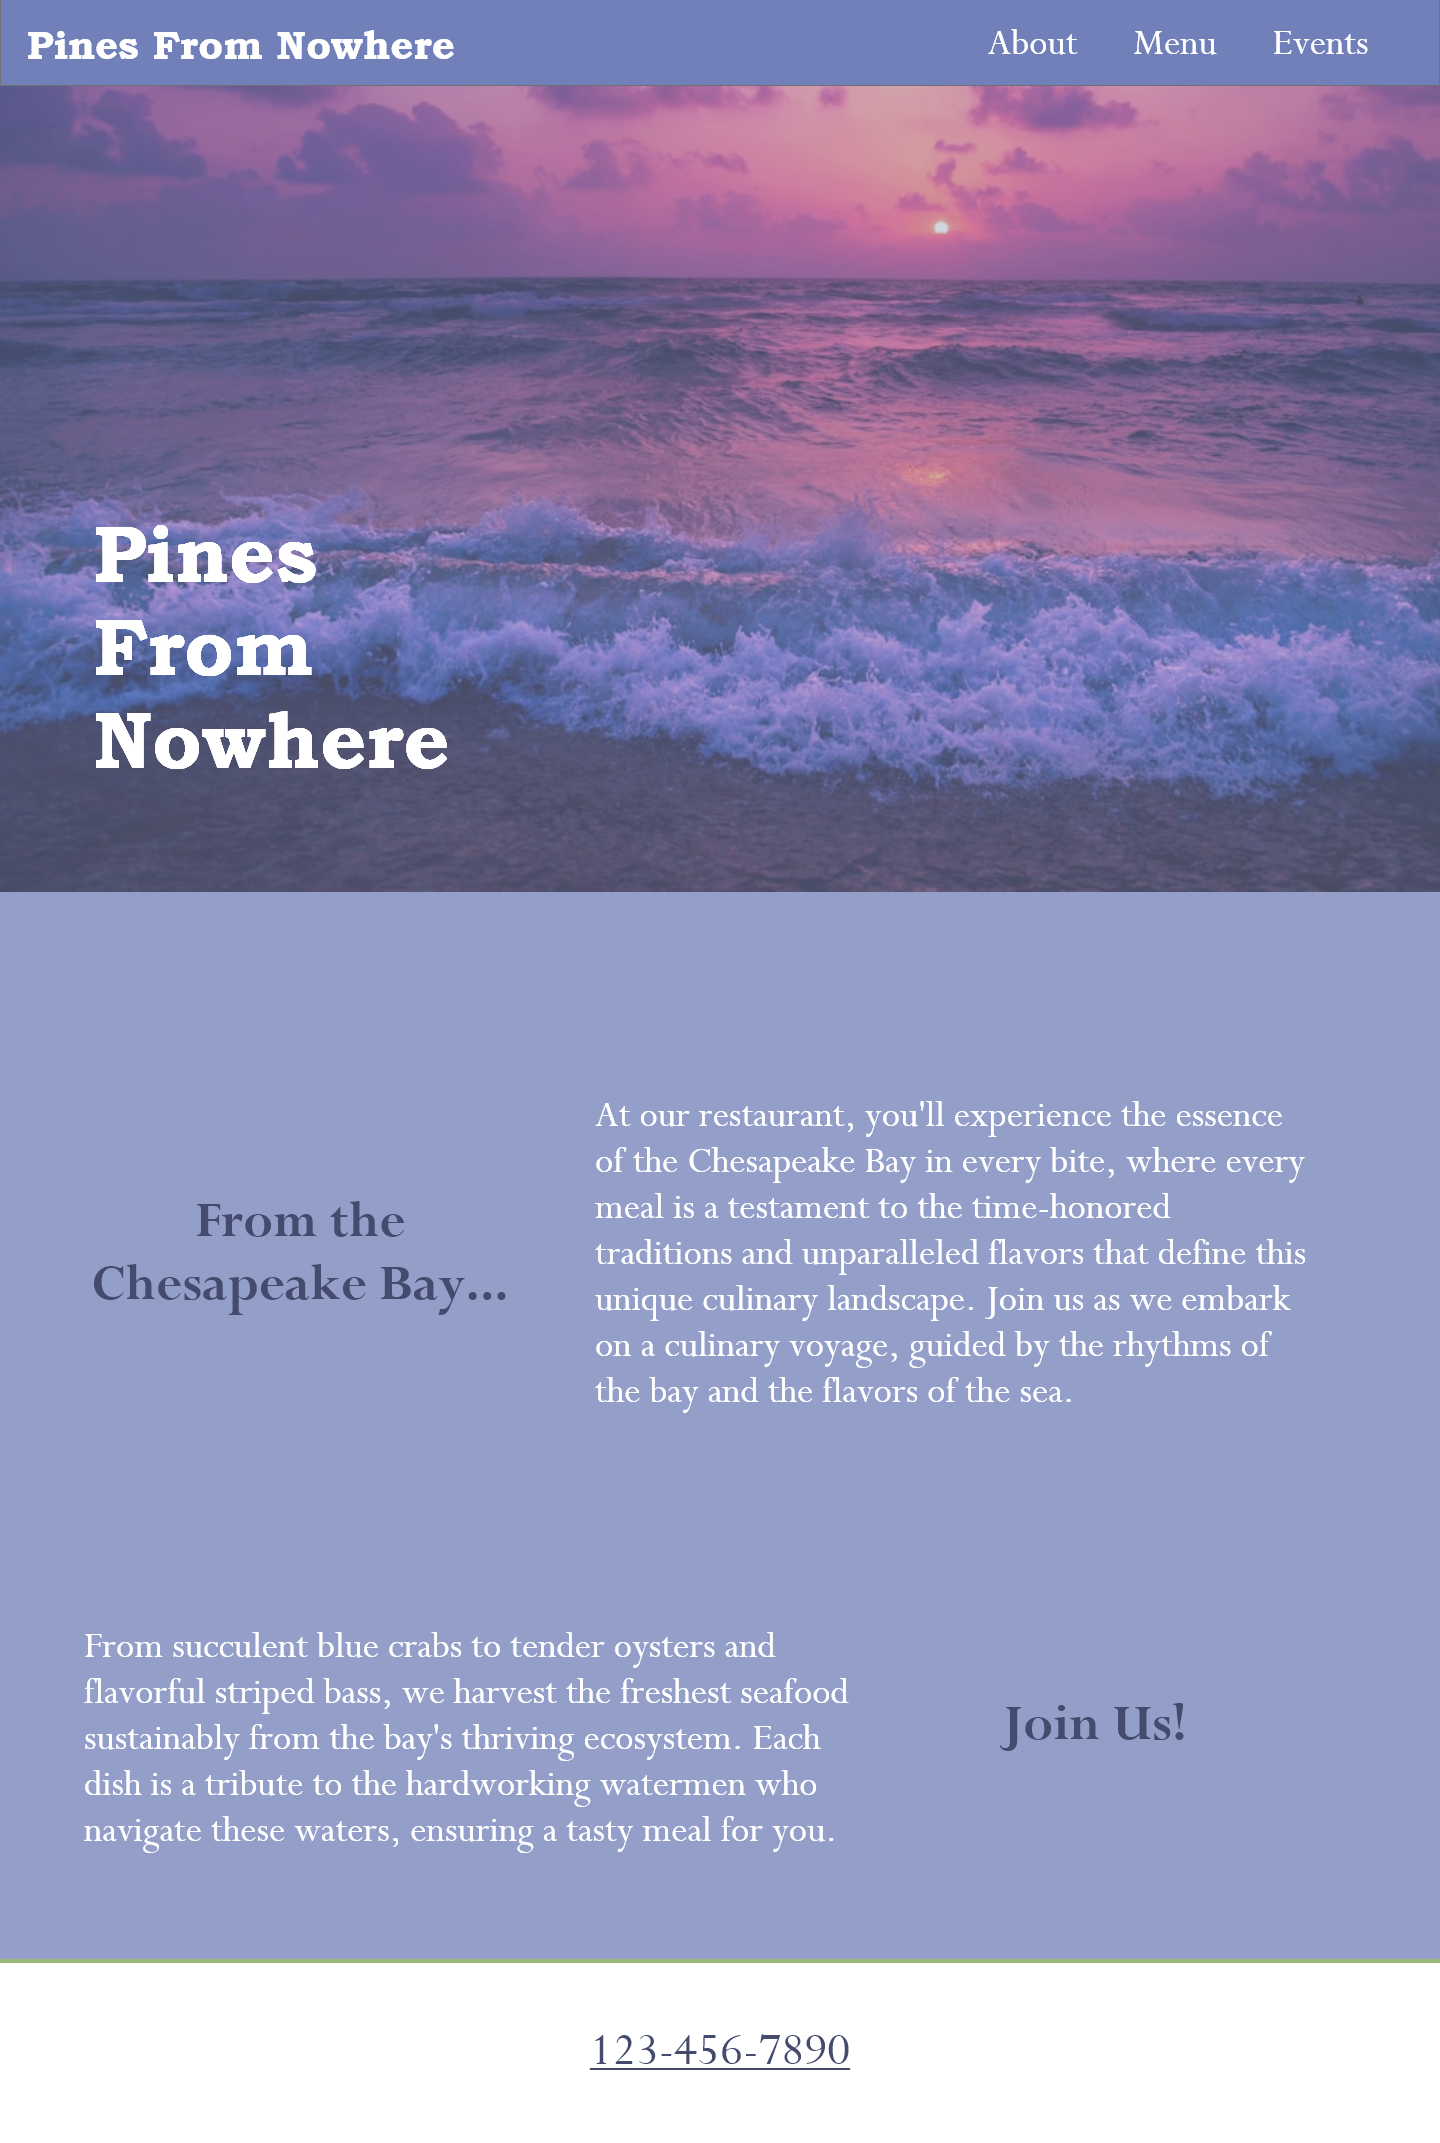 Pines From Nowhere
About Menu Events
Pines
From
Nowhere
From the
Chesapeake Bay...
At our restaurant, you'll experience the essence
of the Chesapeake Bay in every bite, where every
meal is a testament to the time-honored
traditions and unparalleled flavors that define this
unique culinary landscape. Join us as we embark
on a culinary voyage, guided by the rhythms of
the bay and the flavors of the sea.
From succulent blue crabs to tender oysters and
flavorful striped bass, we harvest the freshest seafood
sustainably from the bay's thriving ecosystem. Each
dish is a tribute to the hardworking watermen who
navigate these waters, ensuring a tasty meal for you.
Join Us!
123-456-7890